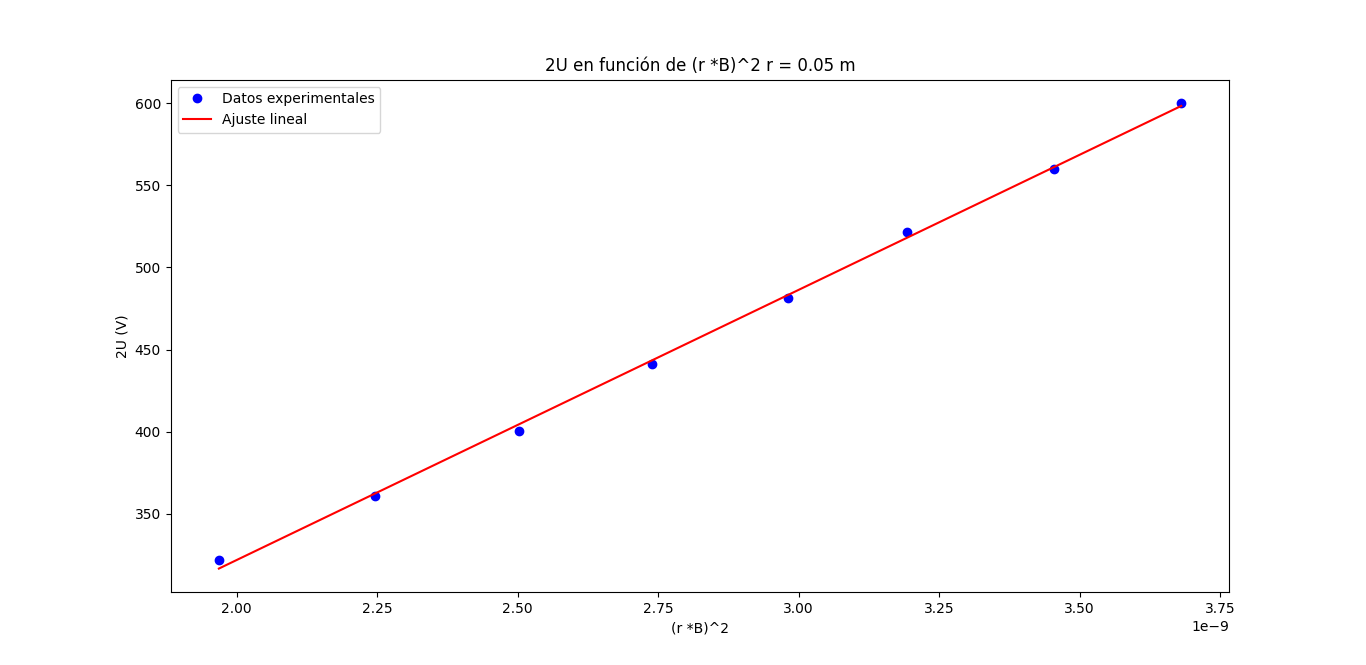 2U en función de (r *B)^2 r = 0.05 m
Datos experimentales
Ajuste lineal
600
550
500
450
400
350
2U (V)
2.00 2.25 2.50 2.75 3.00 3.25 3.50 3.75
1e−9
(r *B)^2